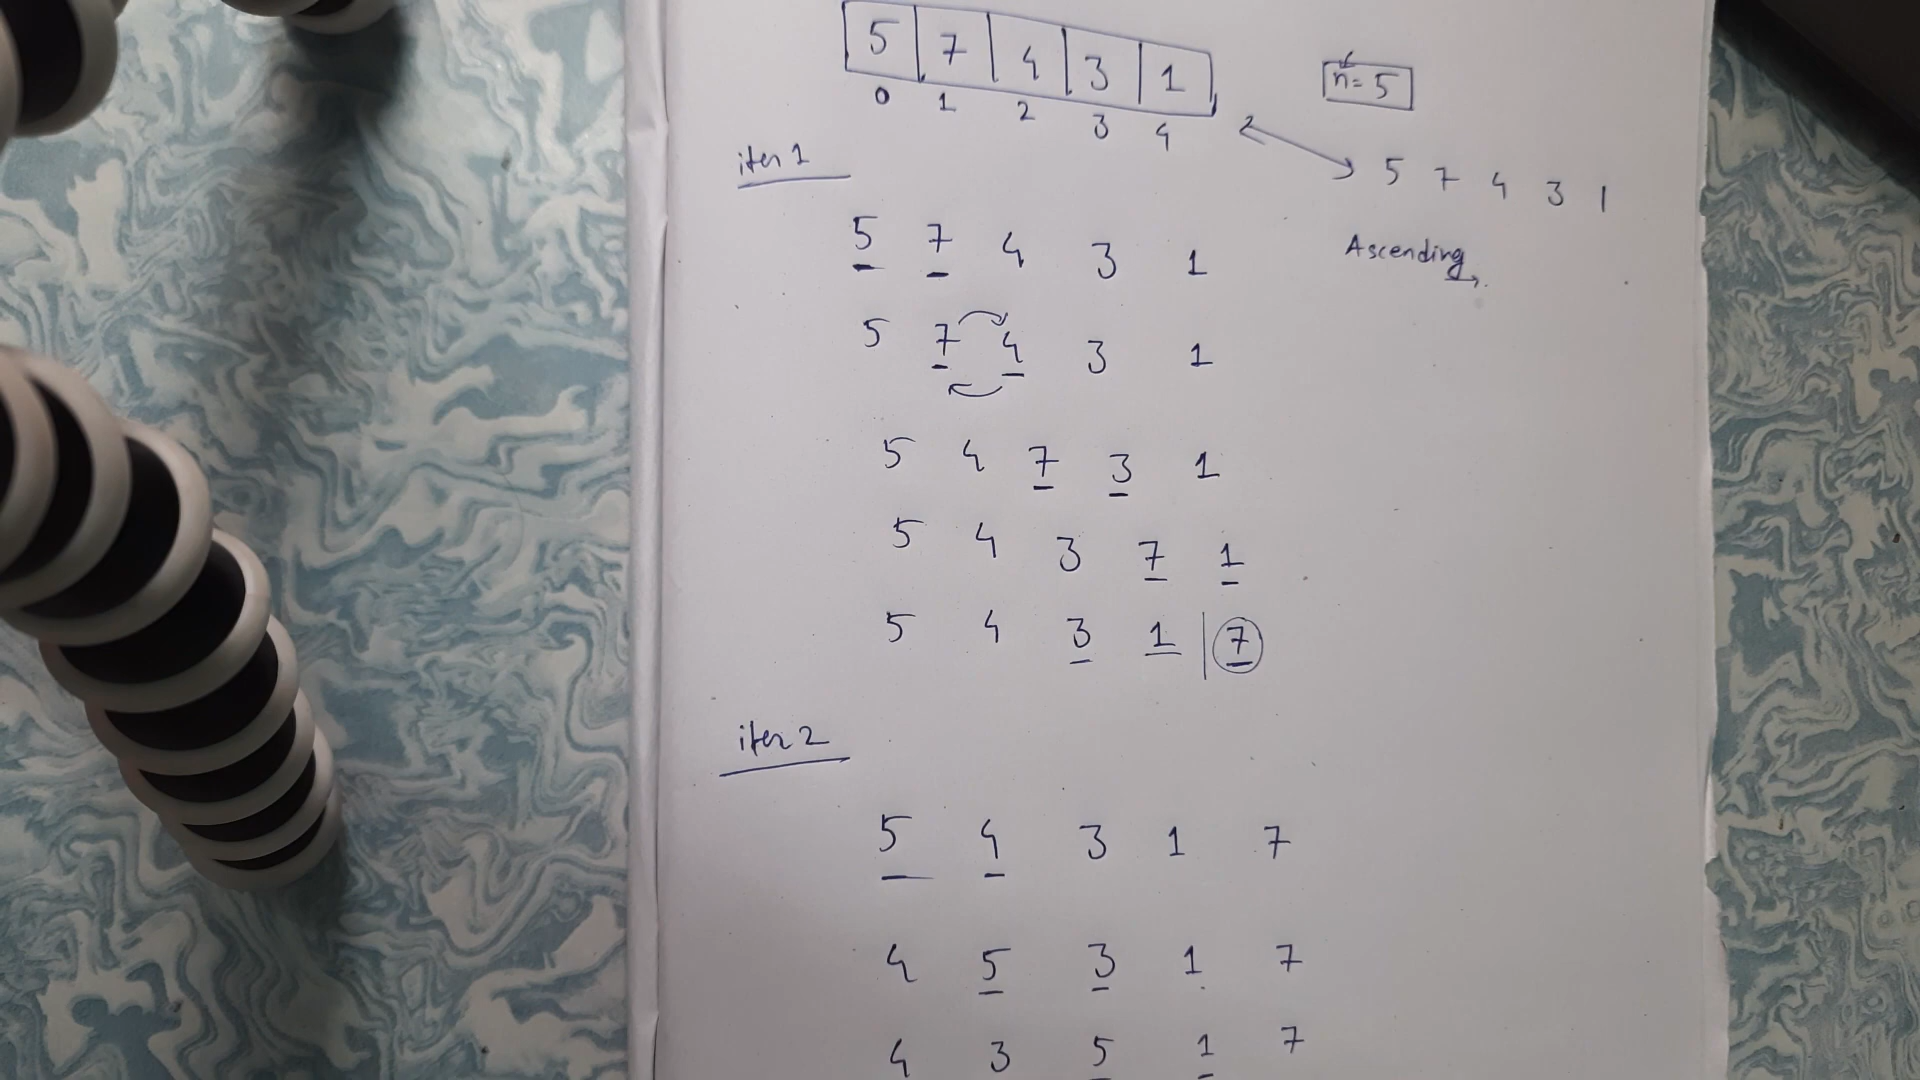 5 7 4 3 1
n = 5
0 1 2 3 4
5 7 4 3 1
iter 1
Ascending
5 7 4 3 1
5 7 4 3 1
5 4 7 3 1
5 4 3 7 1
5 4 3 1 | 7
iter 2
5 4 3 1 7
4 5 3 1 7
4 3 5 1 7